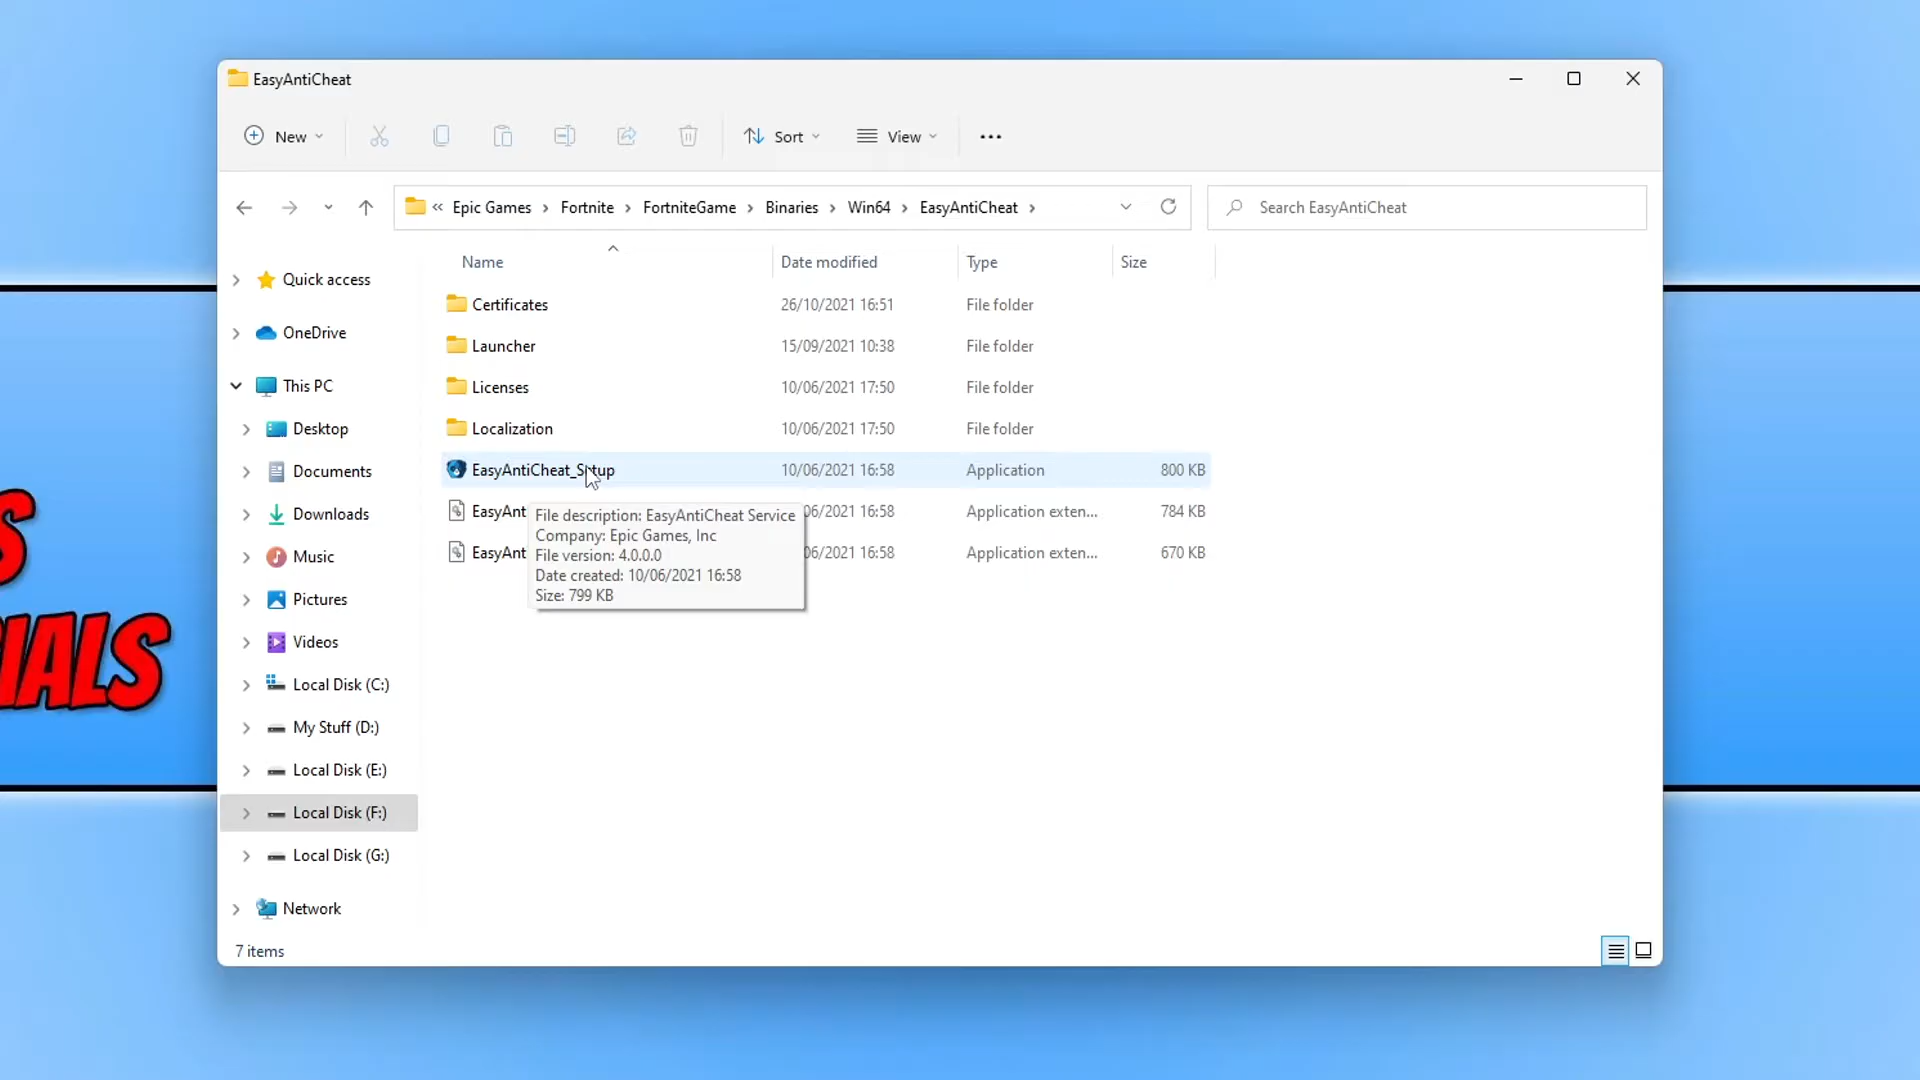 EasyAntiCheat
New
Sort
View
« Epic Games › Fortnite › FortniteGame › Binaries › Win64 › EasyAntiCheat ›
Search EasyAntiCheat
Name Date modified Type Size
Quick access
OneDrive
This PC
Desktop
Documents
Downloads
Music
Pictures
Videos
Local Disk (C:)
My Stuff (D:)
Local Disk (E:)
Local Disk (F:)
Local Disk (G:)
Network
Certificates 26/10/2021 16:51 File folder
Launcher 15/09/2021 10:38 File folder
Licenses 10/06/2021 17:50 File folder
Localization 10/06/2021 17:50 File folder
EasyAntiCheat_Setup 10/06/2021 16:58 Application 800 KB
EasyAnt 06/2021 16:58 Application exten... 784 KB
EasyAnt 06/2021 16:58 Application exten... 670 KB
File description: EasyAntiCheat Service
Company: Epic Games, Inc
File version: 4.0.0.0
Date created: 10/06/2021 16:58
Size: 799 KB
7 items
S
IALS